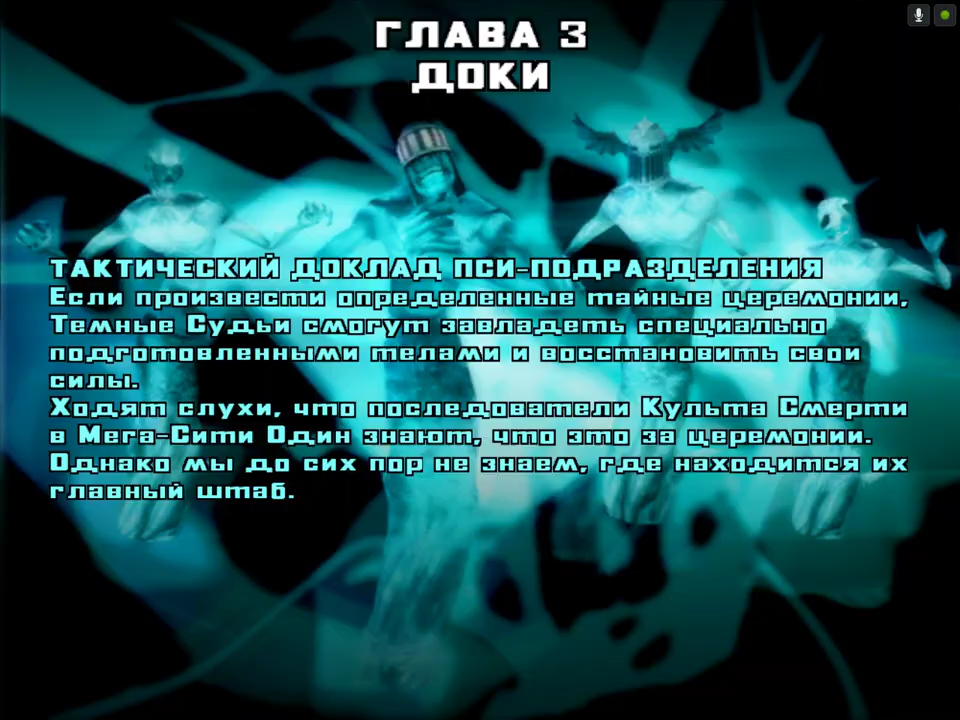 ГЛАВА 3
ДОКИ
ТАКТИЧЕСКИЙ ДОКЛАД ПСИ-ПОДРАЗДЕЛЕНИЯ
Если произвести определенные тайные церемонии,
Темные Судьи смогут завладеть специально
подготовленными телами и восстановить свои
силы.
Ходят слухи, что последователи Культа Смерти
в Мега-Сити Один знают, что это за церемонии.
Однако мы до сих пор не знаем, где находится их
главный штаб.